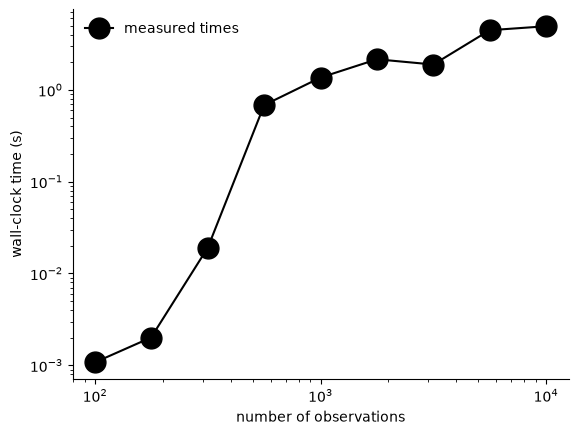 measured times
wall-clock time (s)
10⁰
10⁻¹
10⁻²
10⁻³
10²
10³
10⁴
number of observations